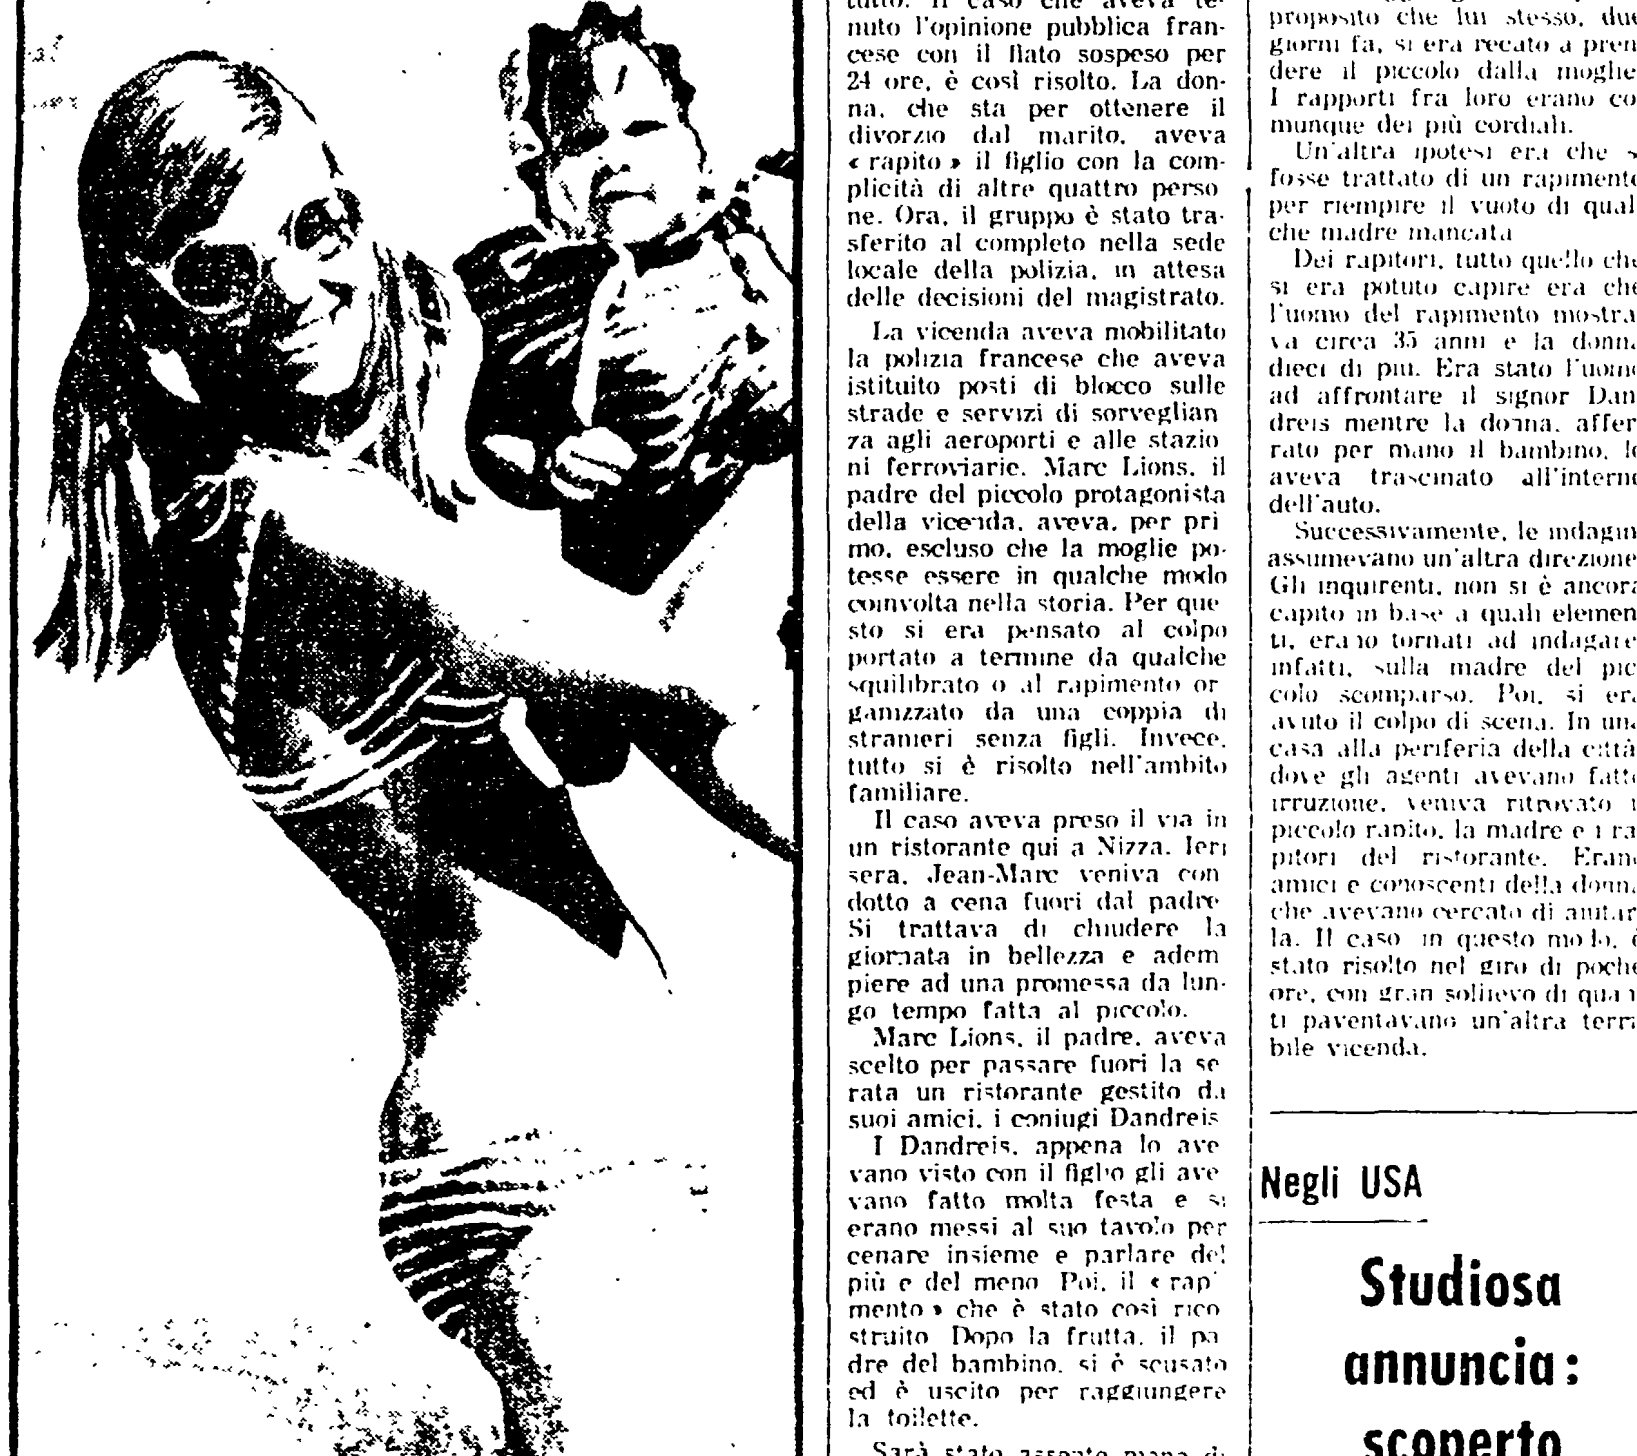 tutto. Il caso che aveva te-
nuto l'opinione pubblica fran-
cese con il fiato sospeso per
24 ore, è così risolto. La don-
na, che sta per ottenere il
divorzio dal marito, aveva
« rapito » il figlio con la com-
plicità di altre quattro perso
ne. Ora, il gruppo è stato tra-
sferito al completo nella sede
locale della polizia, in attesa
delle decisioni del magistrato.
La vicenda aveva mobilitato
la polizia francese che aveva
istituito posti di blocco sulle
strade e servizi di sorveglian
za agli aeroporti e alle stazio
ni ferroviarie. Marc Lions, il
padre del piccolo protagonista
della vicenda, aveva, per pri
mo, escluso che la moglie po-
tesse essere in qualche modo
coinvolta nella storia. Per que
sto si era pensato al colpo
portato a termine da qualche
squilibrato o al rapimento or
ganizzato da una coppia di
stranieri senza figli. Invece,
tutto si è risolto nell'ambito
familiare.
Il caso aveva preso il via in
un ristorante qui a Nizza. Ieri
sera, Jean-Marc veniva con
dotto a cena fuori dal padre
Si trattava di chiudere la
giornata in bellezza e adem
piere ad una promessa da lun-
go tempo fatta al piccolo.
Marc Lions, il padre, aveva
scelto per passare fuori la se
rata un ristorante gestito da
suoi amici, i coniugi Dandreis
I Dandreis, appena lo ave
vano visto con il figlio gli ave
vano fatto molta festa e si
erano messi al suo tavolo per
cenare insieme e parlare del
più e del meno Poi, il « rapi
mento » che è stato così rico
struito Dopo la frutta, il pa
dre del bambino, si è scusato
ed è uscito per raggiungere
la toilette.
Sarà stato assente meno di
proposito che lui stesso, due
giorni fa, si era recato a pren
dere il piccolo dalla moglie
I rapporti fra loro erano co
munque dei più cordiali.
Un'altra ipotesi era che s
fosse trattato di un rapimento
per riempire il vuoto di qual
che madre mancata
Dei rapitori, tutto quello che
si era potuto capire era che
l'uomo del rapimento mostra
va circa 35 anni e la donna
dieci di più. Era stato l'uomo
ad affrontare il signor Dan
dreis mentre la donna, affer
rato per mano il bambino, lo
aveva trascinato all'interno
dell'auto.
Successivamente, le indagin
assumevano un'altra direzione
Gli inquirenti, non si è ancora
capito in base a quali elemen
ti, erano tornati ad indagare
infatti, sulla madre del pic
colo scomparso. Poi, si era
avuto il colpo di scena. In una
casa alla periferia della città
dove gli agenti avevano fatto
irruzione, veniva ritrovato i
piccolo rapito, la madre e i ra
pitori del ristorante. Erano
amici e conoscenti della donna
che avevano cercato di aiutar
la. Il caso in questo modo, è
stato risolto nel giro di poche
ore, con gran sollievo di quan
ti paventavano un'altra terri
bile vicenda.
Negli USA
Studiosa
annuncia:
scoperto